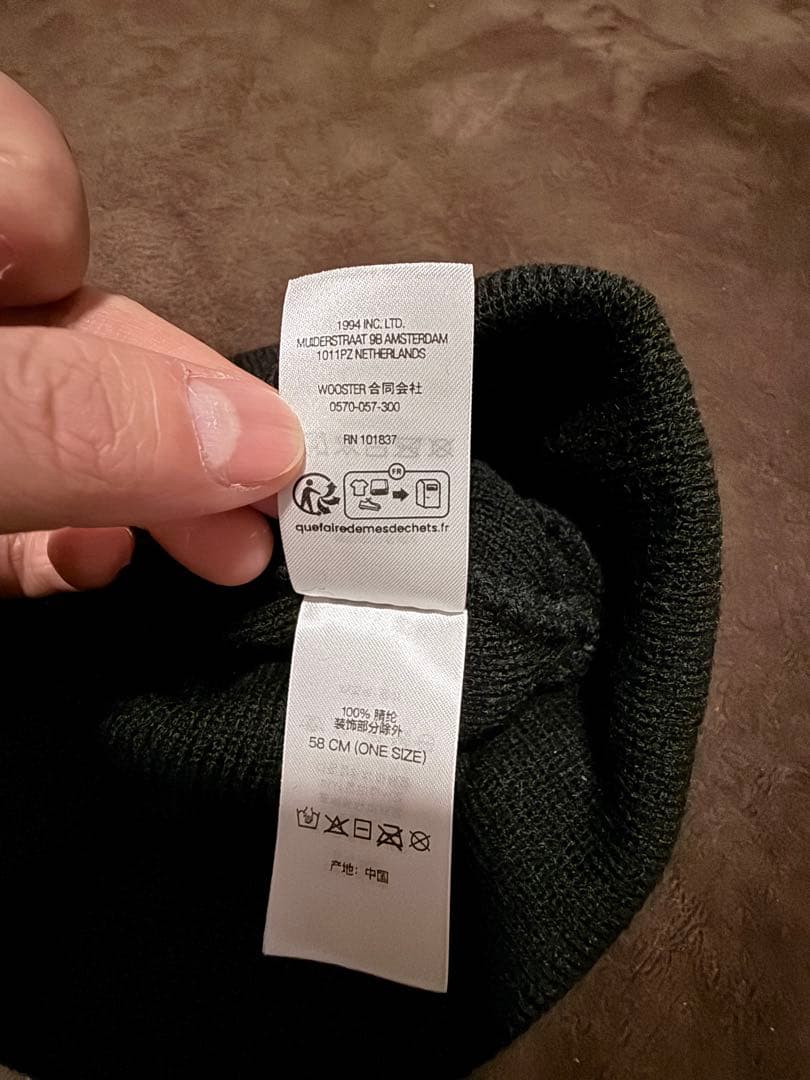 1994 INC. LTD.
MUIDERSTRAAT 9B AMSTERDAM
1011PZ NETHERLANDS
WOOSTER 合同会社
0570-057-300
RN 101837
FR
quefairedemesdechets.fr
100% 腈纶
装饰部分除外
58 CM (ONE SIZE)
产地：中国